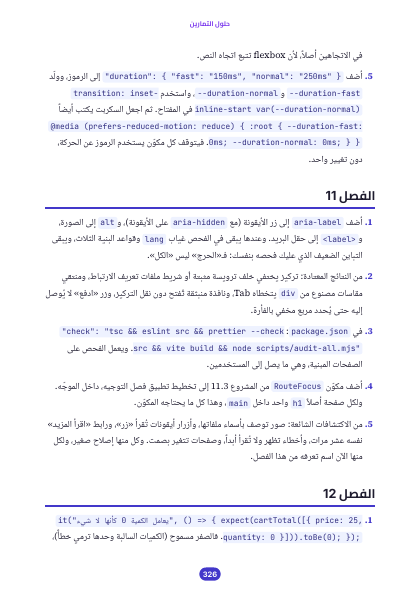 حلول التمارين
في الاتجاهين أصلًا، لأن flexbox تتبع اتجاه النص.
5. أضف "duration": { "fast": "150ms", "normal": "250ms" } إلى الرموز، وولّد
--duration-fast و --duration-normal، واستخدم transition: inset-
inline-start var(--duration-normal) في المفتاح. ثم اجعل السكربت يكتب أيضاً
@media (prefers-reduced-motion: reduce) { :root { --duration-fast:
0ms; --duration-normal: 0ms; } }. فيتوقف كل مكوّن يستخدم الرموز عن الحركة،
دون تغيير واحد.
الفصل 11
1. أضف aria-label إلى زر الأيقونة (مع aria-hidden على الأيقونة)، و alt إلى الصورة،
و <label> إلى حقل البريد. وعندها يبقى في الفحص غياب lang وقواعد البنية الثلاث، ويبقى
التباين الضعيف الذي عليك فحصه بنفسك: فـ«الحرج» ليس «الكل».
2. من النتائج المعتادة: تركيز يختفي خلف ترويسة مثبتة أو شريط ملفات تعريف الارتباط، ومنتقي
مقاسات مصنوع من div يتخطاه Tab، ونافذة منبثقة تُفتح دون نقل التركيز، وزر «ادفع» لا يُوصل
إليه حتى يُحدد مربع مخفي بالفأرة.
3. في package.json: "check": "tsc && eslint src && prettier --check
src && vite build && node scripts/audit-all.mjs". ويعمل الفحص على
الصفحات المبنية، وهي ما يصل إلى المستخدمين.
4. أضف مكوّن RouteFocus من المشروع 11.3 إلى تخطيط تطبيق فصل التوجيه، داخل الموجّه.
ولكل صفحة أصلاً h1 واحد داخل main، وهذا كل ما يحتاجه المكوّن.
5. من الاكتشافات الشائعة: صور توصف بأسماء ملفاتها، وأزرار أيقونات تُقرأ «زر»، ورابط «اقرأ المزيد»
نفسه عشر مرات، وأخطاء تظهر ولا تُقرأ أبداً، وصفحات تتغير بصمت. وكل منها إصلاح صغير، ولكل
منها الآن اسم تعرفه من هذا الفصل.
الفصل 12
1. it("يعامل الكمية 0 كأنها لا شيء", () => { expect(cartTotal([{ price: 25,
quantity: 0 }])).toBe(0); });. فالصفر مسموح (الكميات السالبة وحدها ترمي خطأً)،
326